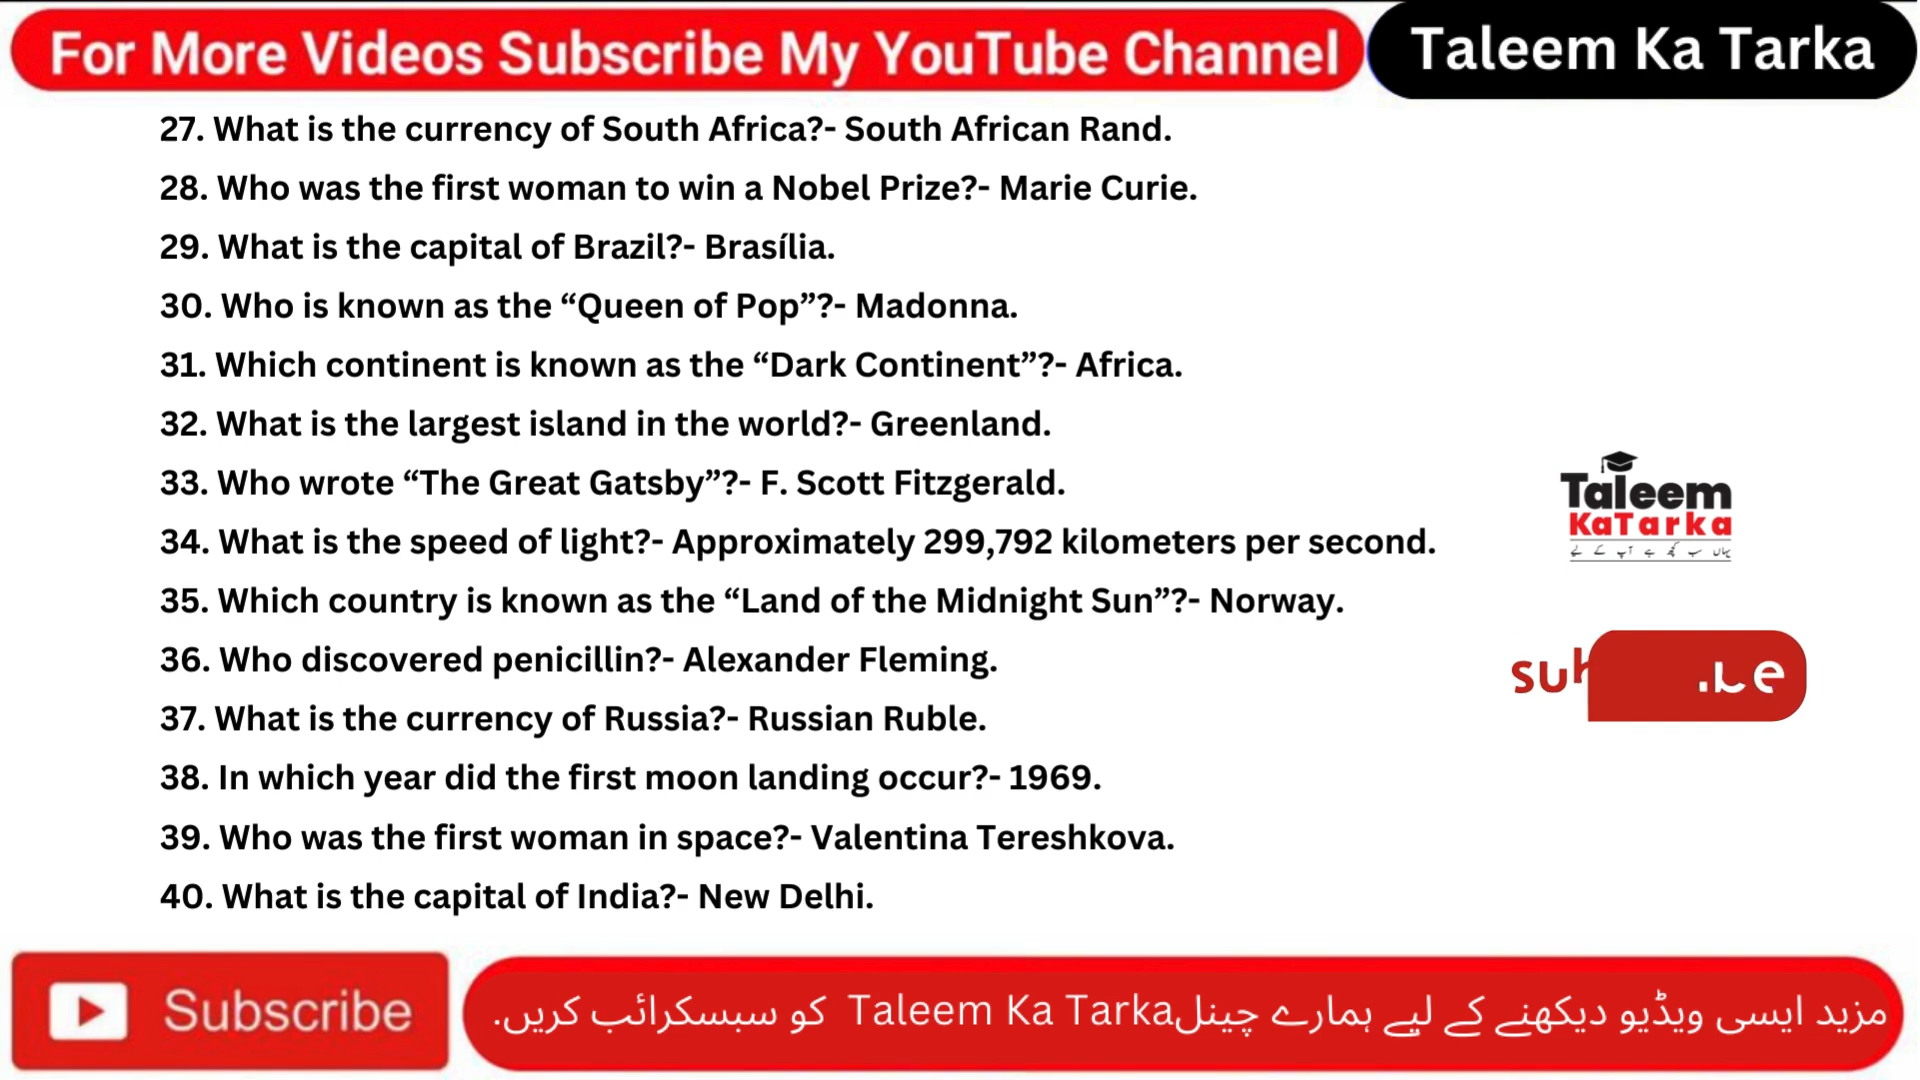 For More Videos Subscribe My YouTube Channel
Taleem Ka Tarka
27. What is the currency of South Africa?- South African Rand.
28. Who was the first woman to win a Nobel Prize?- Marie Curie.
29. What is the capital of Brazil?- Brasília.
30. Who is known as the “Queen of Pop”?- Madonna.
31. Which continent is known as the “Dark Continent”?- Africa.
32. What is the largest island in the world?- Greenland.
33. Who wrote “The Great Gatsby”?- F. Scott Fitzgerald.
34. What is the speed of light?- Approximately 299,792 kilometers per second.
35. Which country is known as the “Land of the Midnight Sun”?- Norway.
36. Who discovered penicillin?- Alexander Fleming.
37. What is the currency of Russia?- Russian Ruble.
38. In which year did the first moon landing occur?- 1969.
39. Who was the first woman in space?- Valentina Tereshkova.
40. What is the capital of India?- New Delhi.
Taleem
KaTarka
یہاں سب کچھ ہے آپ کے لیے
Subscribe
مزید ایسی ویڈیو دیکھنے کے لیے ہمارے چینل Taleem Ka Tarka کو سبسکرائب کریں.